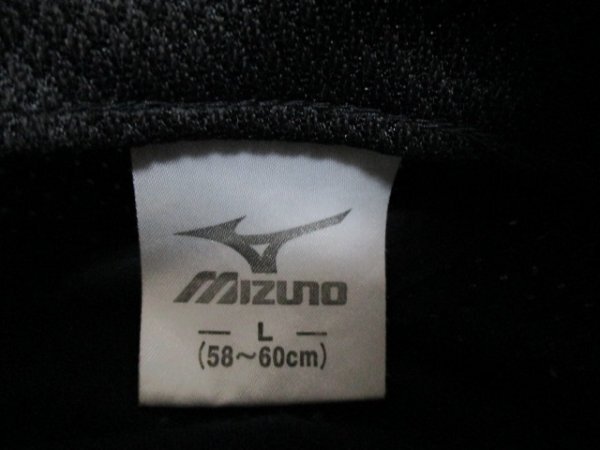 MIZUNO
— L —
(58～60cm)